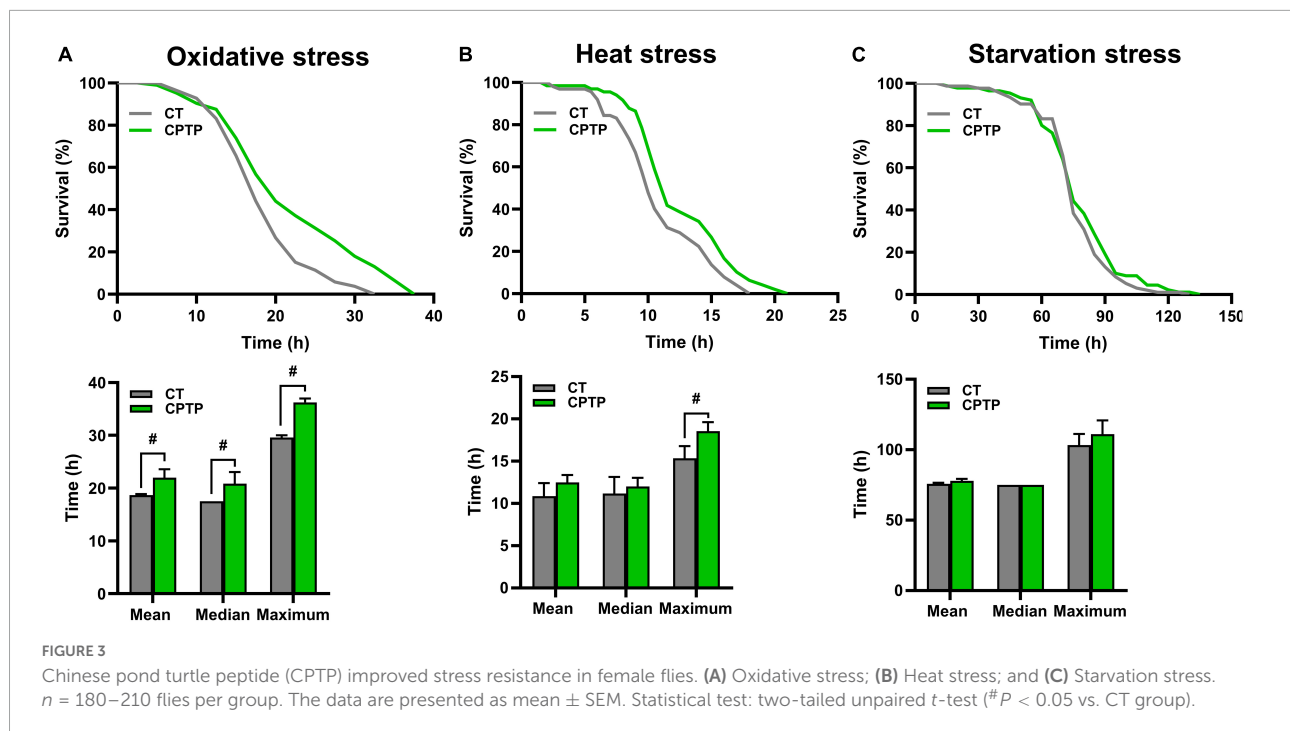 A Oxidative stress
100
80
60
40
20
0
Survival (%)
CT
CPTP
0 10 20 30 40
Time (h)
B Heat stress
100
80
60
40
20
0
Survival (%)
CT
CPTP
0 5 10 15 20 25
Time (h)
C Starvation stress
100
80
60
40
20
0
Survival (%)
CT
CPTP
0 30 60 90 120 150
Time (h)
40
30
20
10
0
Time (h)
CT
CPTP
# # #
Mean Median Maximum
25
20
15
10
5
0
Time (h)
CT
CPTP
#
Mean Median Maximum
150
100
50
0
Time (h)
CT
CPTP
Mean Median Maximum
FIGURE 3
Chinese pond turtle peptide (CPTP) improved stress resistance in female flies. (A) Oxidative stress; (B) Heat stress; and (C) Starvation stress.
n = 180–210 flies per group. The data are presented as mean ± SEM. Statistical test: two-tailed unpaired t-test (#P < 0.05 vs. CT group).